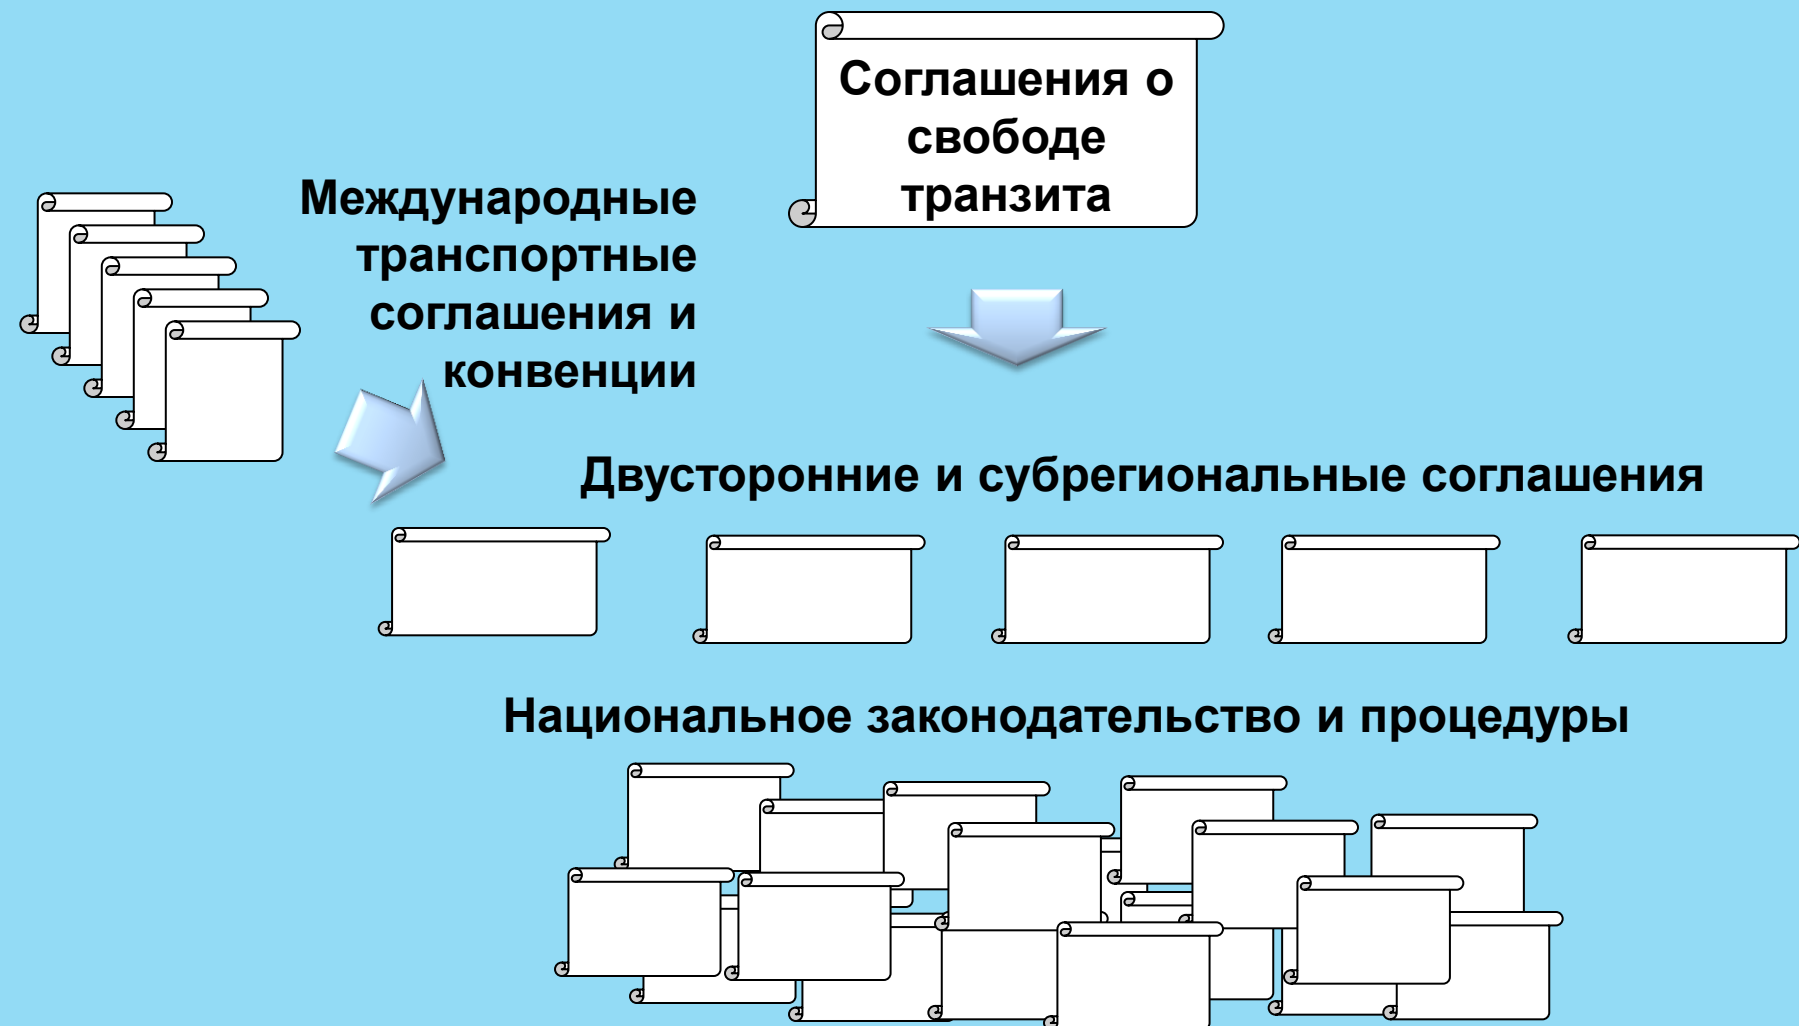 Соглашения о
свободе
транзита
Международные
транспортные
соглашения и
конвенции
Двусторонние и субрегиональные соглашения
Национальное законодательство и процедуры